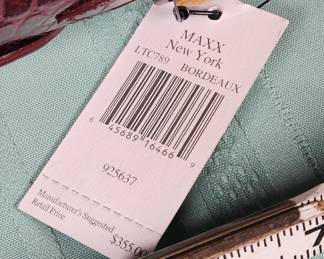 MAXX
New York
LTC789 BORDEAUX
6 45689 16466 9
925637
Manufacturer's Suggested
Retail Price
$355.00